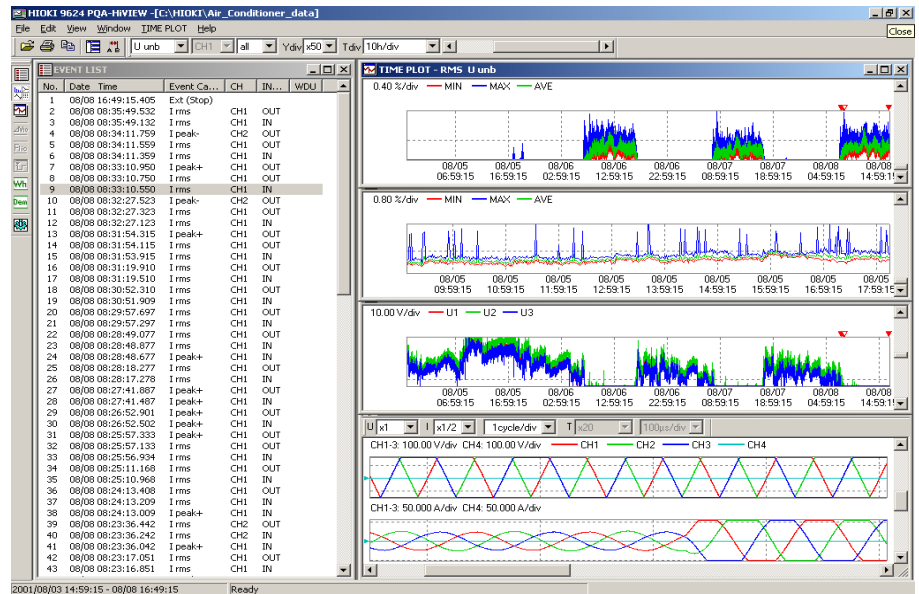 HIOKI 9624 PQA-HiVIEW -[C:\HIOKI\Air_Conditioner_data]
File Edit View Window TIME PLOT Help
Close
U unb CH1 all Ydiv x50 T div 10h/div
EVENT LIST
No. Date Time Event Ca... CH IN... WDU
1 08/08 16:49:15.405 Ext (Stop)
2 08/08 08:35:49.532 I rms CH1 OUT
3 08/08 08:35:49.132 I rms CH1 IN
4 08/08 08:34:11.759 I peak- CH2 OUT
5 08/08 08:34:11.559 I rms CH1 OUT
6 08/08 08:34:11.359 I rms CH1 IN
7 08/08 08:33:10.950 I peak+ CH1 OUT
8 08/08 08:33:10.750 I rms CH1 OUT
9 08/08 08:33:10.550 I rms CH1 IN
10 08/08 08:32:27.523 I peak- CH2 OUT
11 08/08 08:32:27.323 I rms CH1 OUT
12 08/08 08:32:27.123 I rms CH1 IN
13 08/08 08:31:54.315 I peak+ CH1 OUT
14 08/08 08:31:54.115 I rms CH1 OUT
15 08/08 08:31:53.915 I rms CH1 IN
16 08/08 08:31:19.910 I rms CH1 OUT
17 08/08 08:31:19.510 I rms CH1 IN
18 08/08 08:30:52.310 I rms CH1 OUT
19 08/08 08:30:51.909 I rms CH1 IN
20 08/08 08:29:57.697 I rms CH1 OUT
21 08/08 08:29:57.297 I rms CH1 IN
22 08/08 08:28:49.077 I rms CH1 OUT
23 08/08 08:28:48.877 I rms CH1 IN
24 08/08 08:28:48.677 I peak+ CH1 IN
25 08/08 08:28:18.277 I rms CH1 OUT
26 08/08 08:28:17.278 I rms CH1 IN
27 08/08 08:27:41.887 I peak+ CH1 OUT
28 08/08 08:27:41.487 I peak+ CH1 IN
29 08/08 08:26:52.901 I rms CH1 OUT
30 08/08 08:26:52.502 I peak+ CH1 IN
31 08/08 08:25:57.333 I peak+ CH1 OUT
32 08/08 08:25:57.133 I rms CH1 OUT
33 08/08 08:25:56.934 I rms CH1 IN
34 08/08 08:25:11.168 I rms CH1 OUT
35 08/08 08:25:10.968 I rms CH1 IN
36 08/08 08:24:13.408 I rms CH1 OUT
37 08/08 08:24:13.209 I rms CH1 IN
38 08/08 08:24:13.009 I peak+ CH1 IN
39 08/08 08:23:36.442 I rms CH2 OUT
40 08/08 08:23:36.242 I rms CH2 IN
41 08/08 08:23:36.042 I peak+ CH1 IN
42 08/08 08:23:17.051 I rms CH1 OUT
43 08/08 08:23:16.851 I rms CH1 IN
Wh
Dem
TIME PLOT - RMS U unb
0.40 %/div MIN MAX AVE
08/05 08/05 08/06 08/06 08/07 08/07 08/08 08/08
06:59:15 16:59:15 02:59:15 12:59:15 22:59:15 08:59:15 18:59:15 04:59:15 14:59:1
0.80 %/div MIN MAX AVE
08/05 08/05 08/05 08/05 08/05 08/05 08/05 08/05 08/05
09:59:15 10:59:15 11:59:15 12:59:15 13:59:15 14:59:15 15:59:15 16:59:15 17:59:15
10.00 V/div U1 U2 U3
08/05 08/05 08/06 08/06 08/06 08/07 08/07 08/08 08/08
06:59:15 16:59:15 02:59:15 12:59:15 22:59:15 08:59:15 18:59:15 04:59:15 14:59:1
U x1 I x1/2 1cycle/div T x20 100µs/div
CH1-3: 100.00 V/div CH4: 100.00 V/div CH1 CH2 CH3 CH4
CH1-3: 50.000 A/div CH4: 50.000 A/div
2001/08/03 14:59:15 - 08/08 16:49:15 Ready